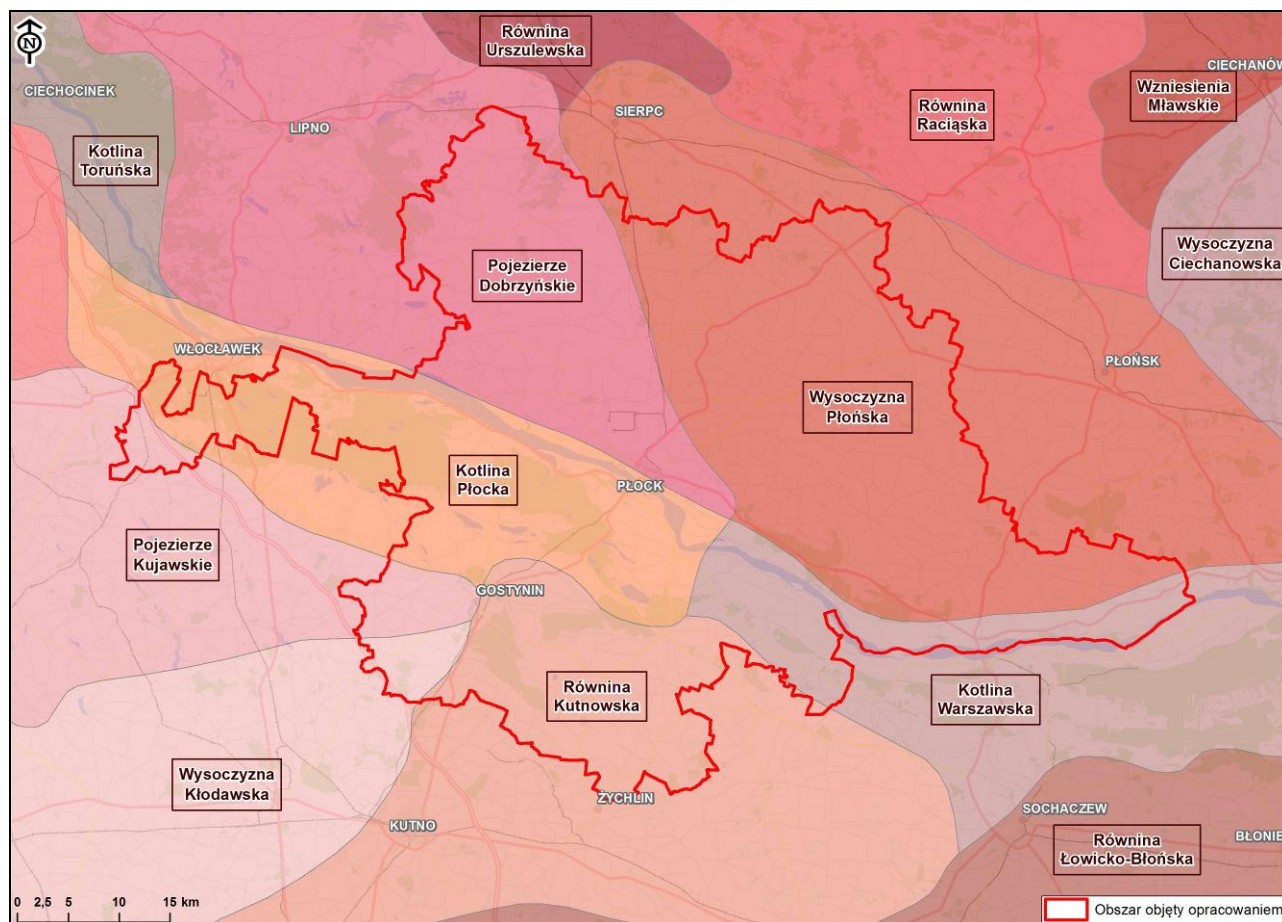 N
Równina
Urszulewska
CIECHANÓW
CIECHOCINEK
Wzniesienia
Mławskie
SIERPC
LIPNO
Równina
Raciąska
Kotlina
Toruńska
Wysoczyzna
Ciechanowska
Pojezierze
Dobrzyńskie
WŁOCŁAWEK
PŁOŃSK
Wysoczyzna
Płońska
Kotlina
Płocka
PŁOCK
Pojezierze
Kujawskie
GOSTYNIN
Równina
Kutnowska
Kotlina
Warszawska
Wysoczyzna
Kłodawska
ŻYCHLIN
SOCHACZEW
KUTNO
BŁONIE
Równina
Łowicko-Błońska
0 2,5 5 10 15 km
Obszar objęty opracowaniem